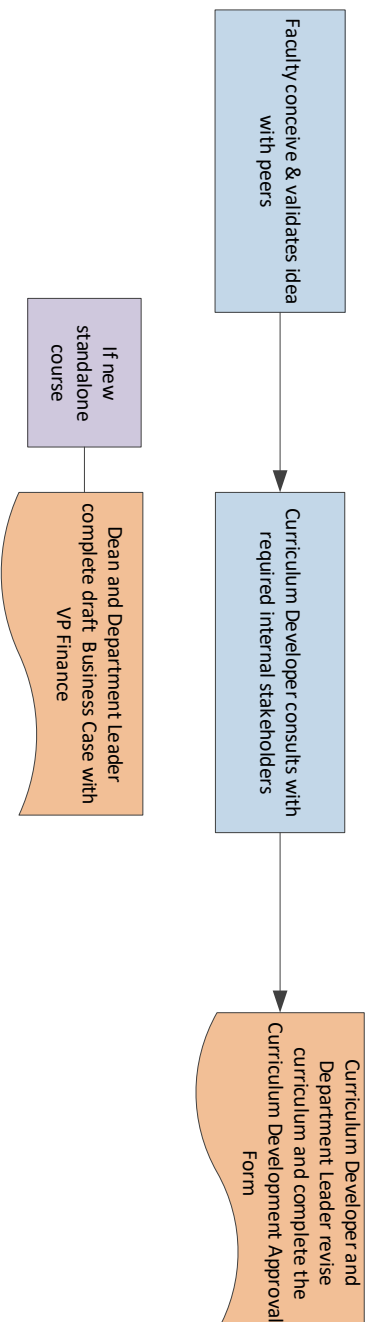 Faculty conceive & validates idea
with peers
Curriculum Developer consults with
required internal stakeholders
Curriculum Developer and
Department Leader revise
curriculum and complete the
Curriculum Development Approval
Form
If new
standalone
course
Dean and Department Leader
complete draft Business Case with
VP Finance